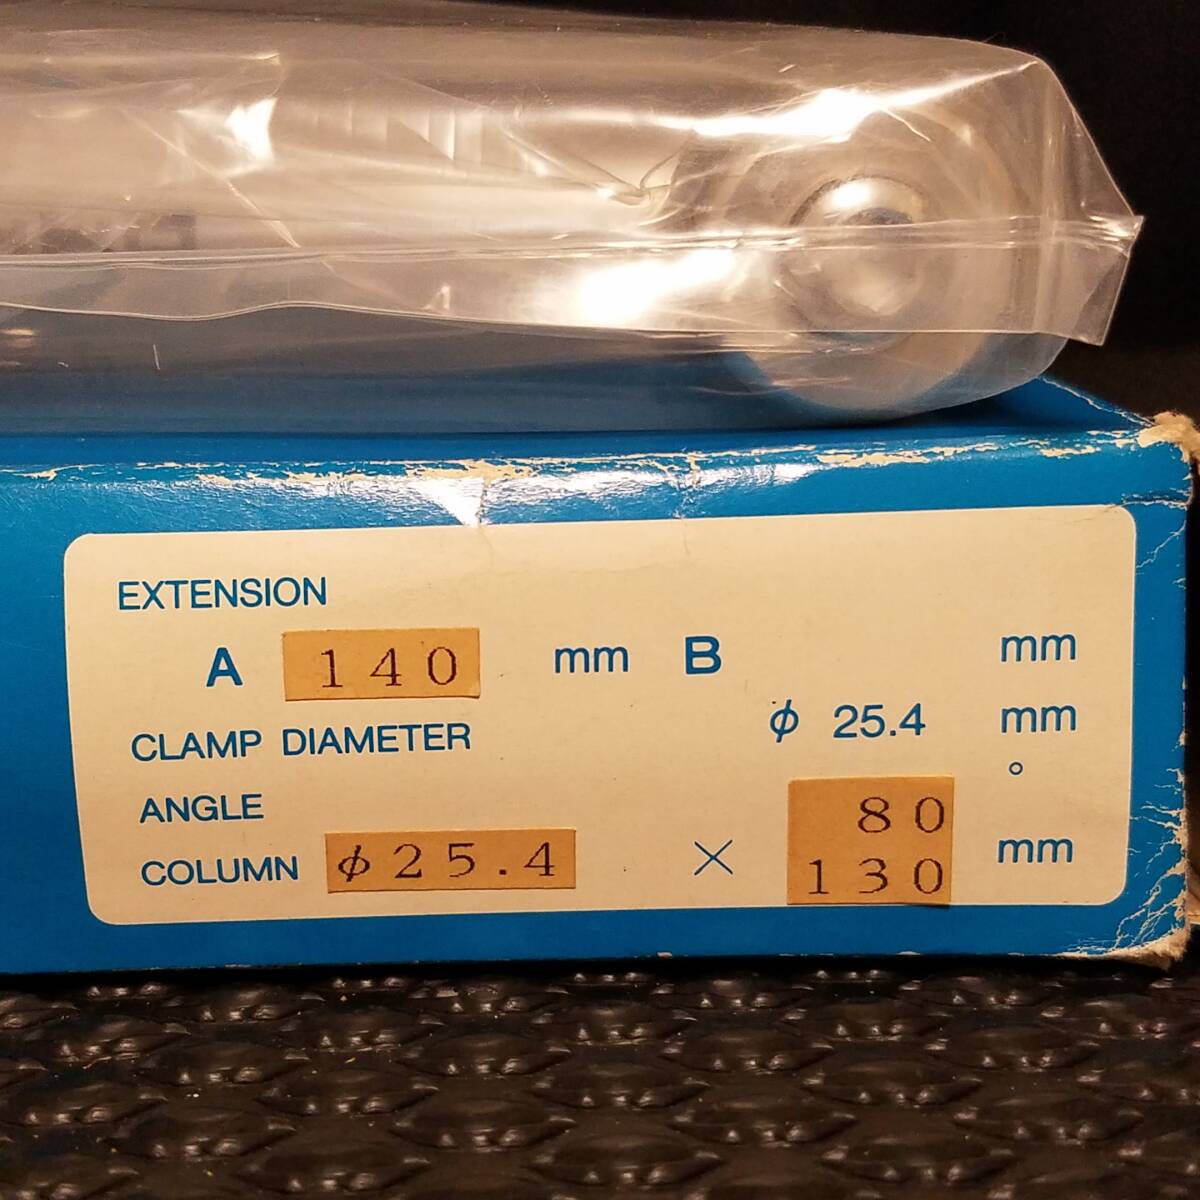 EXTENSION
A 140 mm B mm
CLAMP DIAMETER φ 25.4 mm
ANGLE 80 °
COLUMN φ25.4 × 130 mm